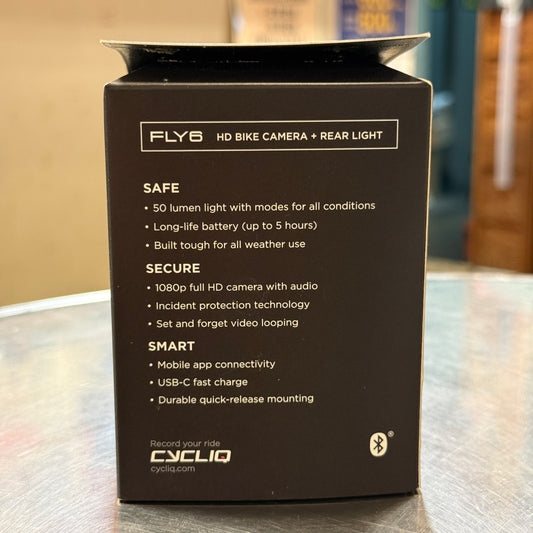 FLY6 HD BIKE CAMERA + REAR LIGHT
SAFE
• 50 lumen light with modes for all conditions
• Long-life battery (up to 5 hours)
• Built tough for all weather use
SECURE
• 1080p full HD camera with audio
• Incident protection technology
• Set and forget video looping
SMART
• Mobile app connectivity
• USB-C fast charge
• Durable quick-release mounting
Record your ride
CYCLIQ
cycliq.com
®